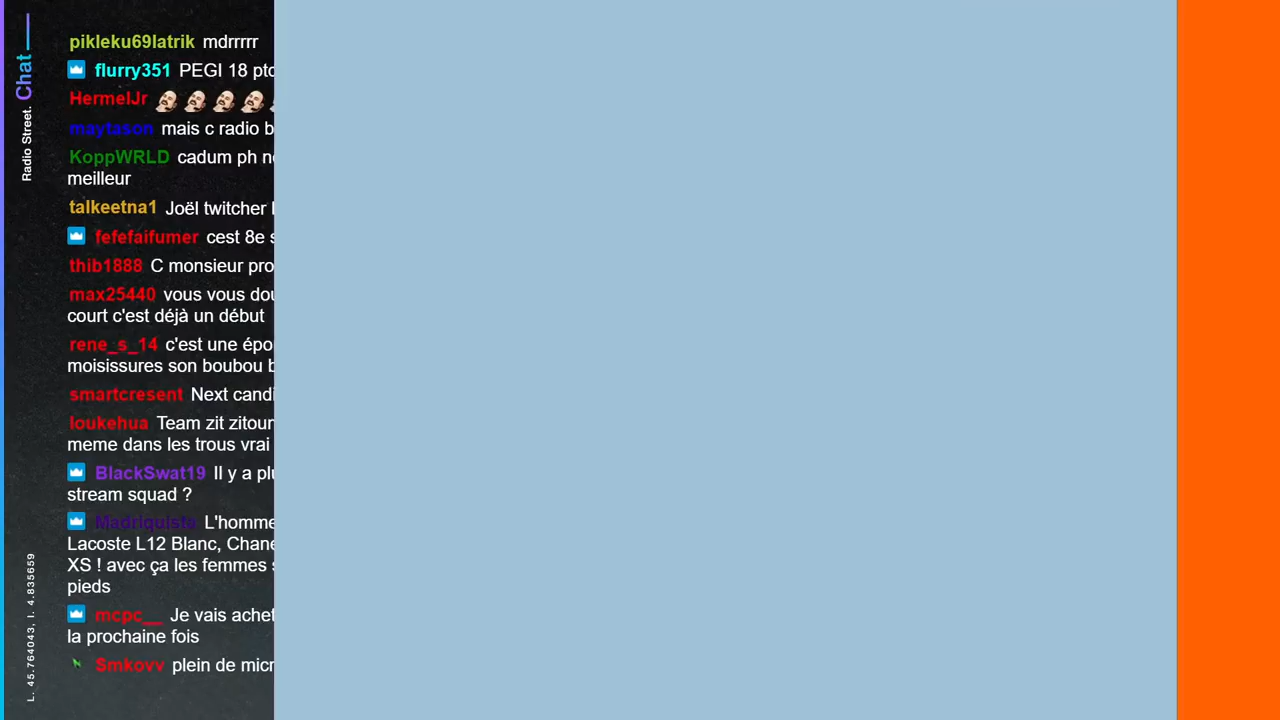 Radio Street. Chat
pikleku69latrik mdrrrrr
flurry351 PEGI 18 ptd
HermelJr
maytason mais c radio b
KoppWRLD cadum ph
meilleur
talkeetna1 Joël twitcher
fefefaifumer cest 8e
thib1888 C monsieur pro
max25440 vous vous dou
court c'est déjà un début
rene_s_14 c'est une épo
moisissures son boubou b
smartcresent Next candi
loukehua Team zit zitoun
meme dans les trous vrai
BlackSwat19 Il y a plu
stream squad ?
Madriquista L'homme
Lacoste L12 Blanc, Chane
XS ! avec ça les femmes s
pieds
mcpc__ Je vais achet
la prochaine fois
Smkovv plein de micr
L. 45.764043, l. 4.835659